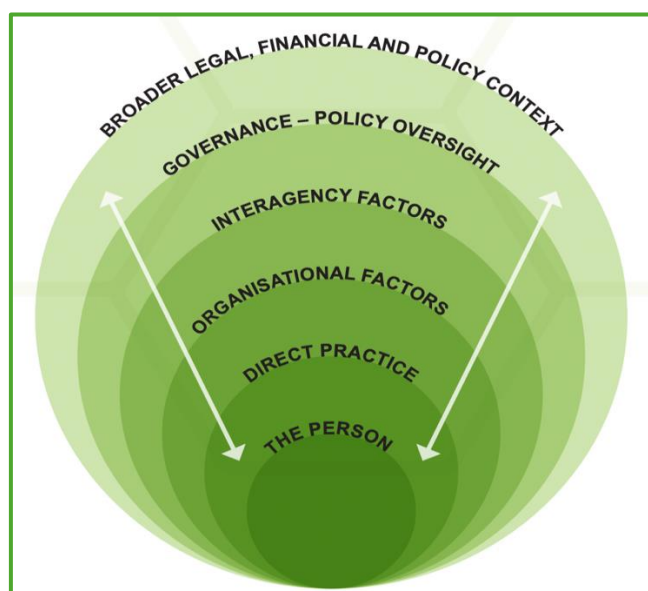 BROADER LEGAL, FINANCIAL AND POLICY CONTEXT
GOVERNANCE – POLICY OVERSIGHT
INTERAGENCY FACTORS
ORGANISATIONAL FACTORS
DIRECT PRACTICE
THE PERSON